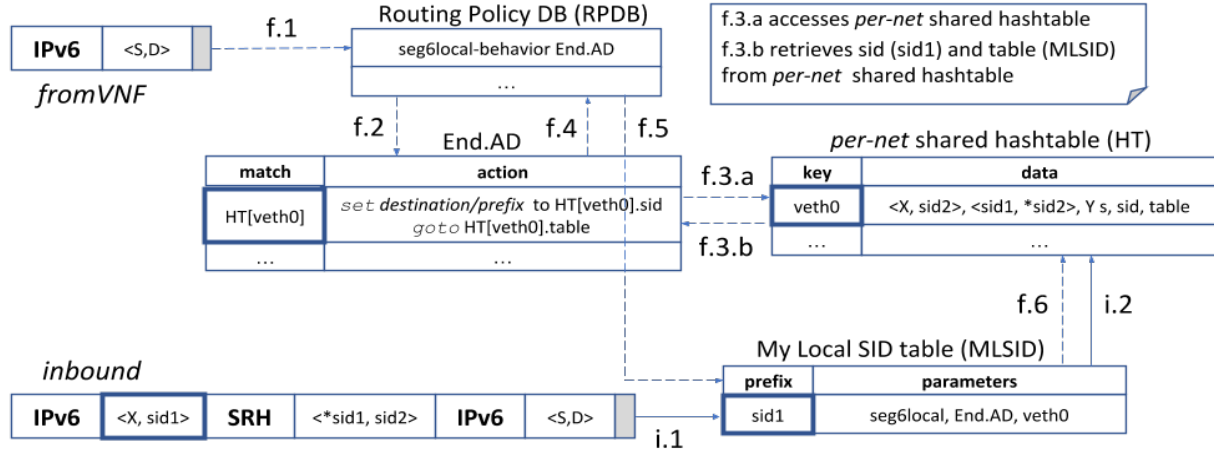 Routing Policy DB (RPDB)
IPv6 <S,D>
fromVNF
f.1
seg6local-behavior End.AD
...
f.3.a accesses per-net shared hashtable
f.3.b retrieves sid (sid1) and table (MLSID)
from per-net shared hashtable
f.2
f.4
f.5
End.AD
match action
HT[veth0]
set destination/prefix to HT[veth0].sid
goto HT[veth0].table
... ...
f.3.a
f.3.b
per-net shared hashtable (HT)
key data
veth0 <X, sid2>, <sid1, *sid2>, Y s, sid, table
... ...
f.6
i.2
My Local SID table (MLSID)
prefix parameters
sid1 seg6local, End.AD, veth0
inbound
IPv6 <X, sid1> SRH <*sid1, sid2> IPv6 <S,D>
i.1